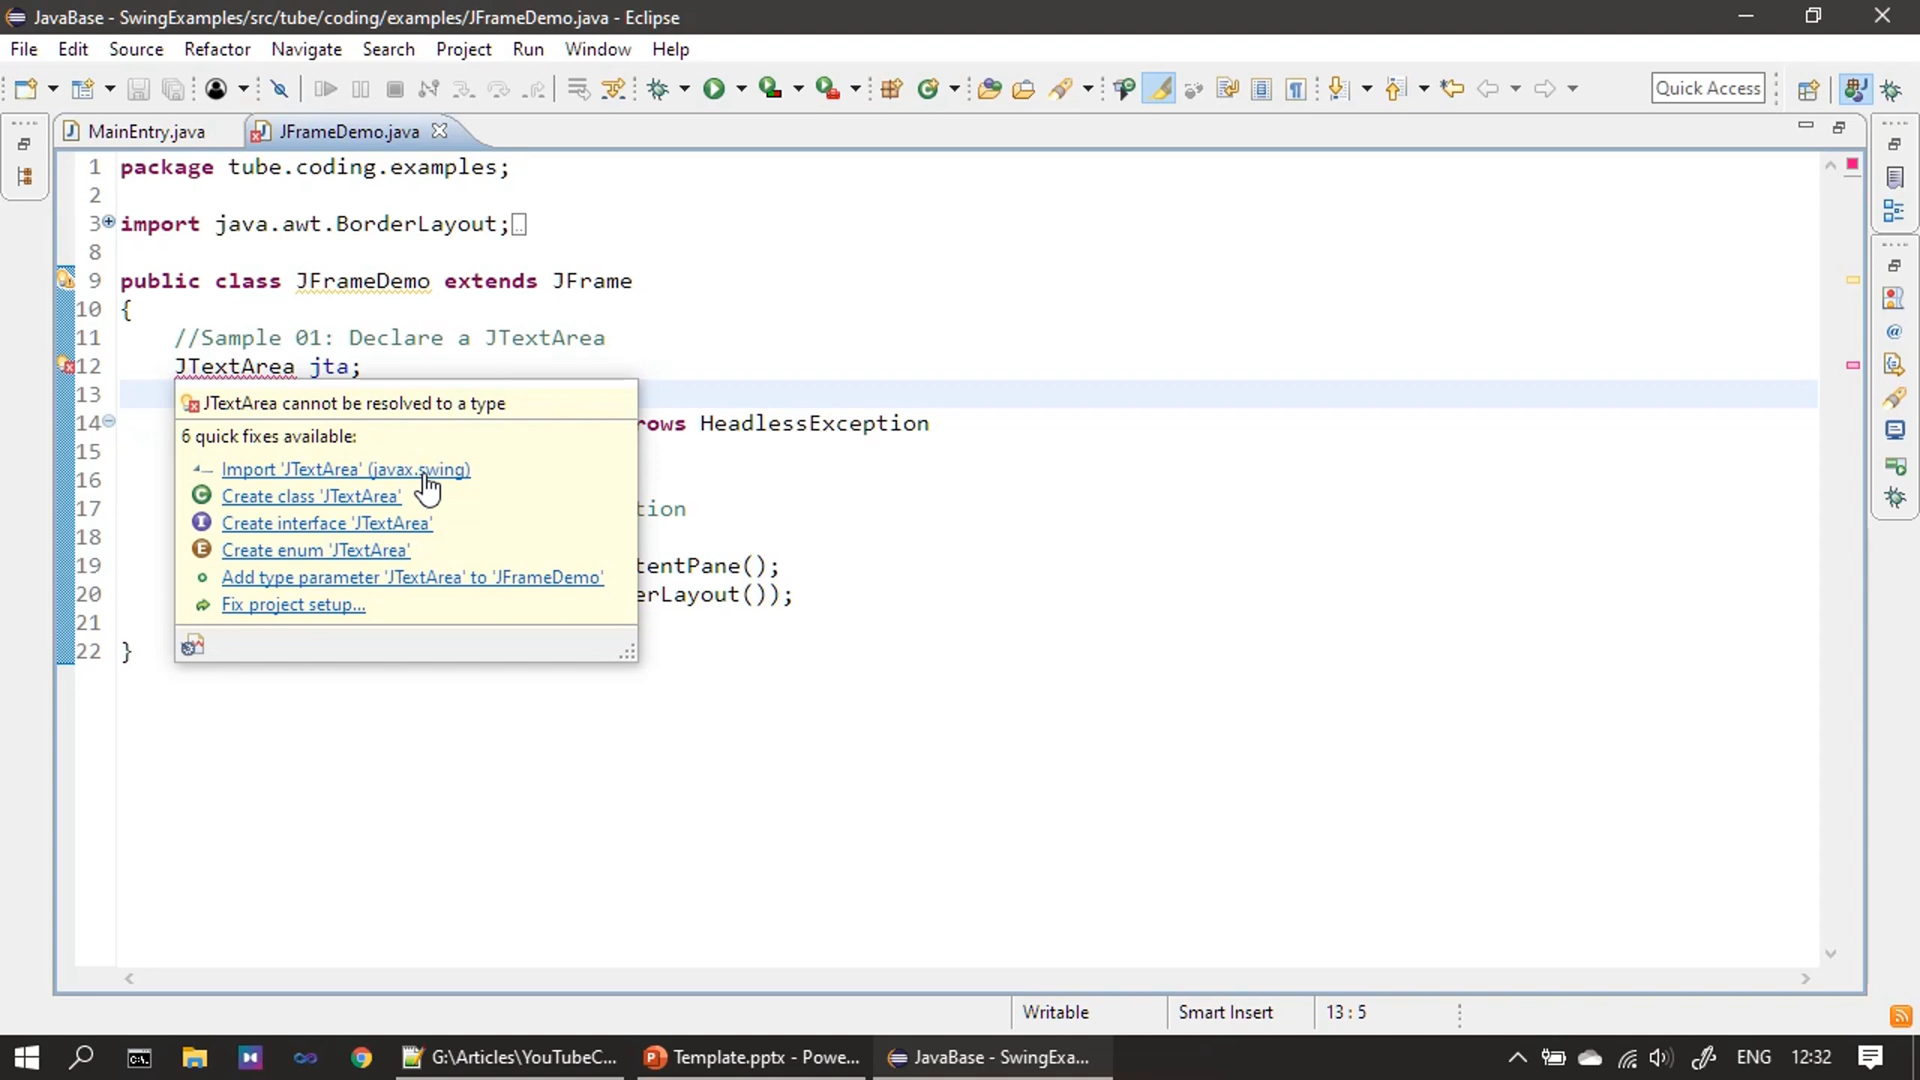 JavaBase - SwingExamples/src/tube/coding/examples/JFrameDemo.java - Eclipse
File Edit Source Refactor Navigate Search Project Run Window Help
Quick Access
MainEntry.java JFrameDemo.java
1 package tube.coding.examples;
2
3 import java.awt.BorderLayout;
8
9 public class JFrameDemo extends JFrame
10 {
11 //Sample 01: Declare a JTextArea
12 JTextArea jta;
13
JTextArea cannot be resolved to a type
14 rows HeadlessException
6 quick fixes available:
15
Import 'JTextArea' (javax.swing)
16
Create class 'JTextArea'
17 tion
Create interface 'JTextArea'
18
Create enum 'JTextArea'
19 tentPane();
Add type parameter 'JTextArea' to 'JFrameDemo'
20 erLayout());
Fix project setup...
21
22 }
Writable Smart Insert 13 : 5
G:\Articles\YouTubeC... Template.pptx - Powe... JavaBase - SwingExa... ENG 12:32